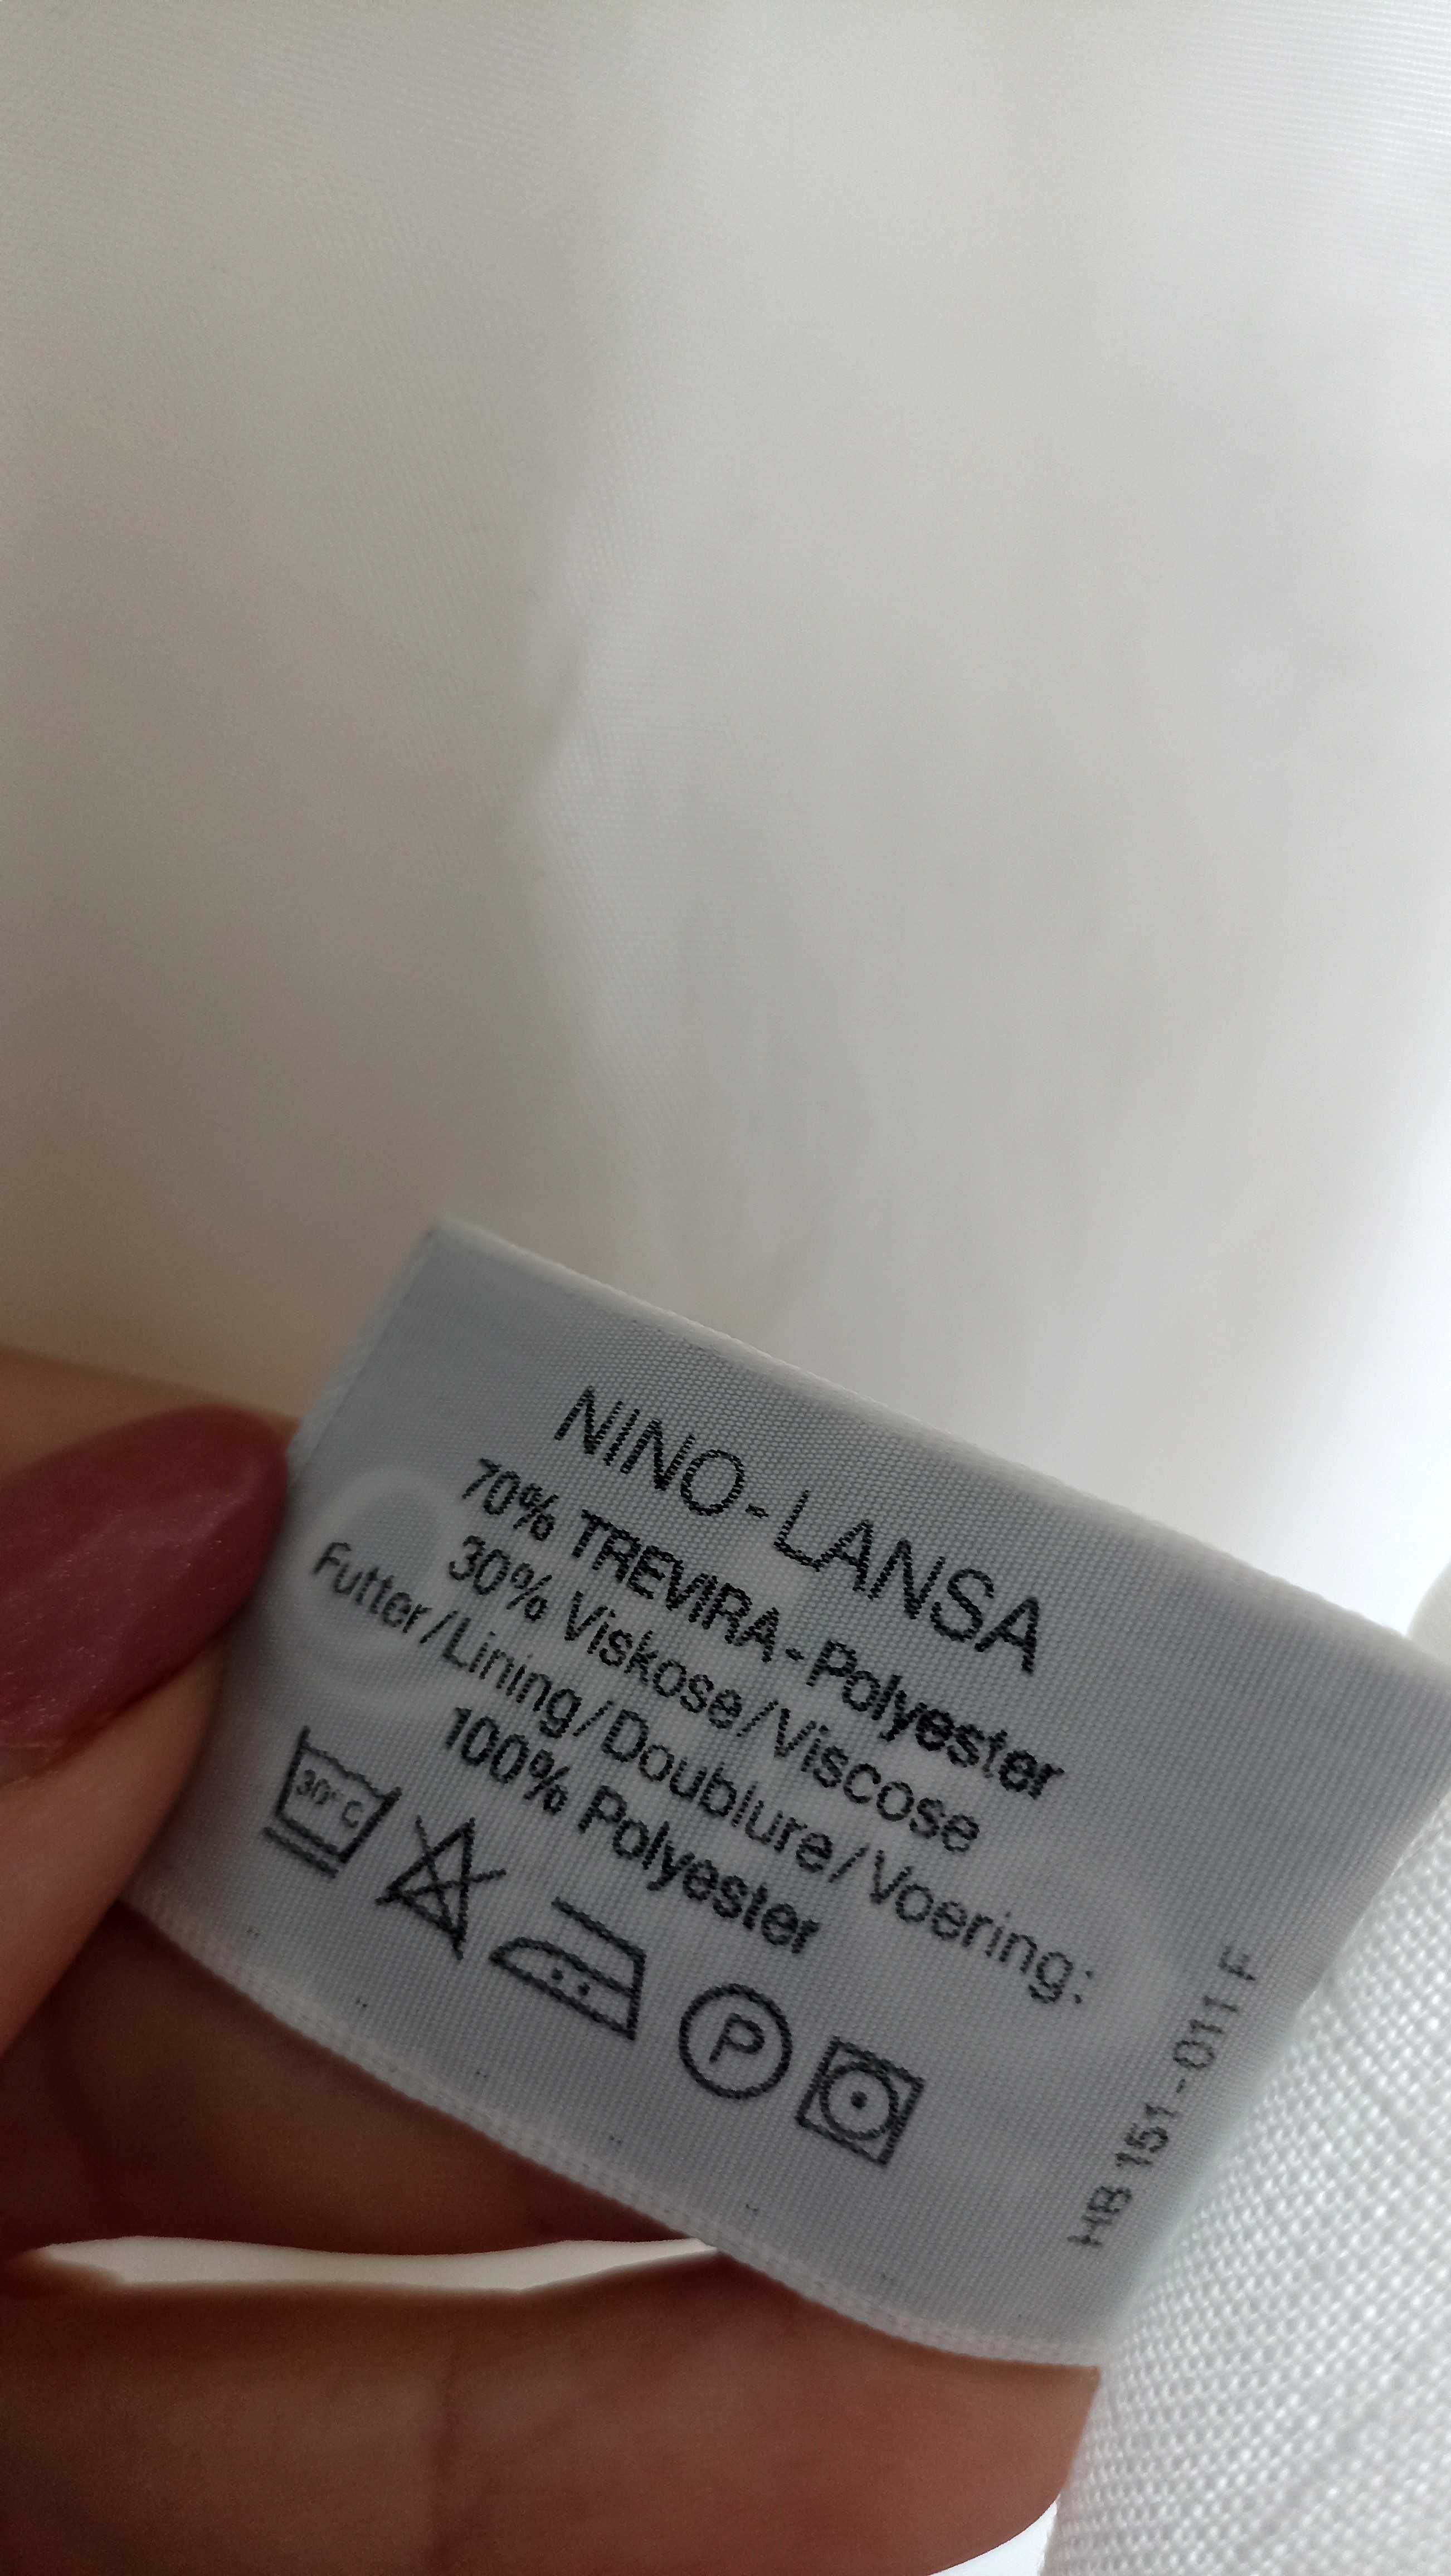 NINO-LANSA
70% TREVIRA-Polyester
30% Viskose/Viscose
Futter/Lining/Doublure/Voering:
100% Polyester
30° C
P
HB 151-011 F